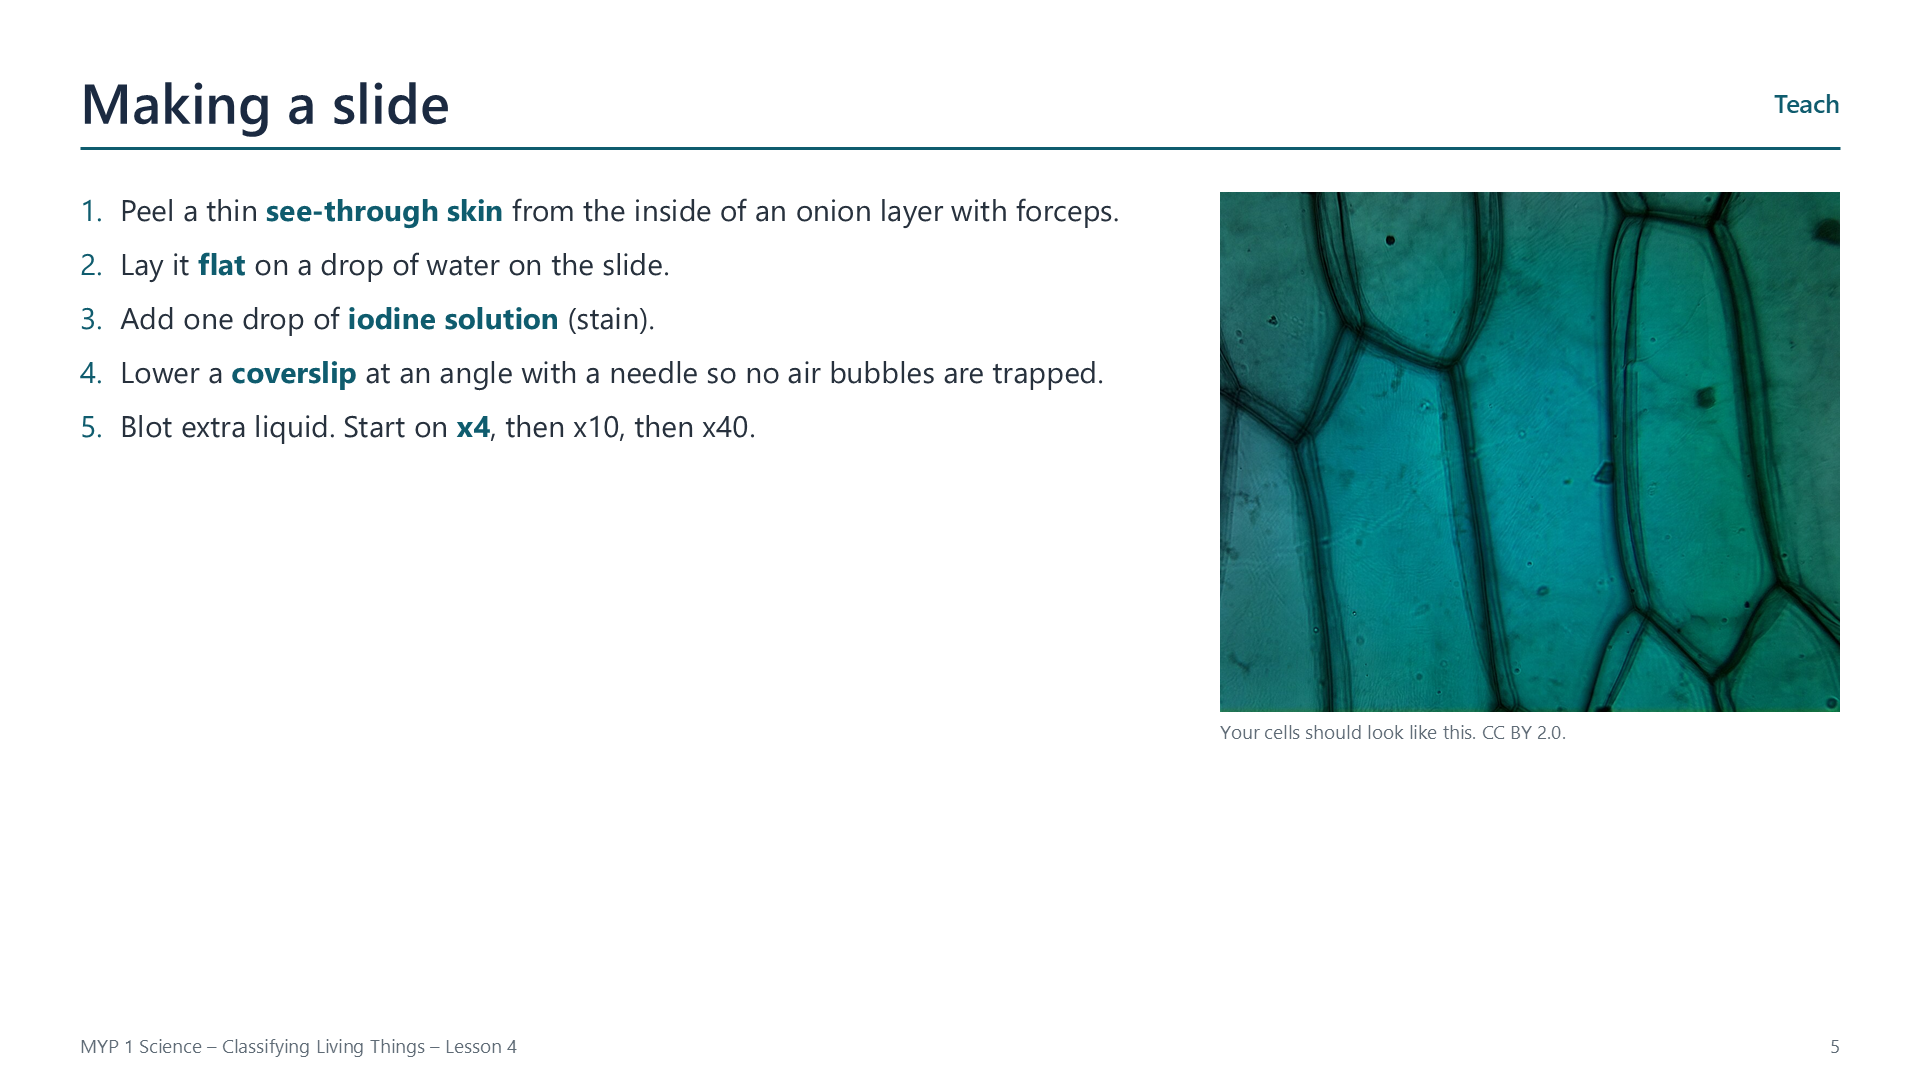 Making a slide
Teach
1. Peel a thin see-through skin from the inside of an onion layer with forceps.
2. Lay it flat on a drop of water on the slide.
3. Add one drop of iodine solution (stain).
4. Lower a coverslip at an angle with a needle so no air bubbles are trapped.
5. Blot extra liquid. Start on x4, then x10, then x40.
Your cells should look like this. CC BY 2.0.
MYP 1 Science – Classifying Living Things – Lesson 4
5